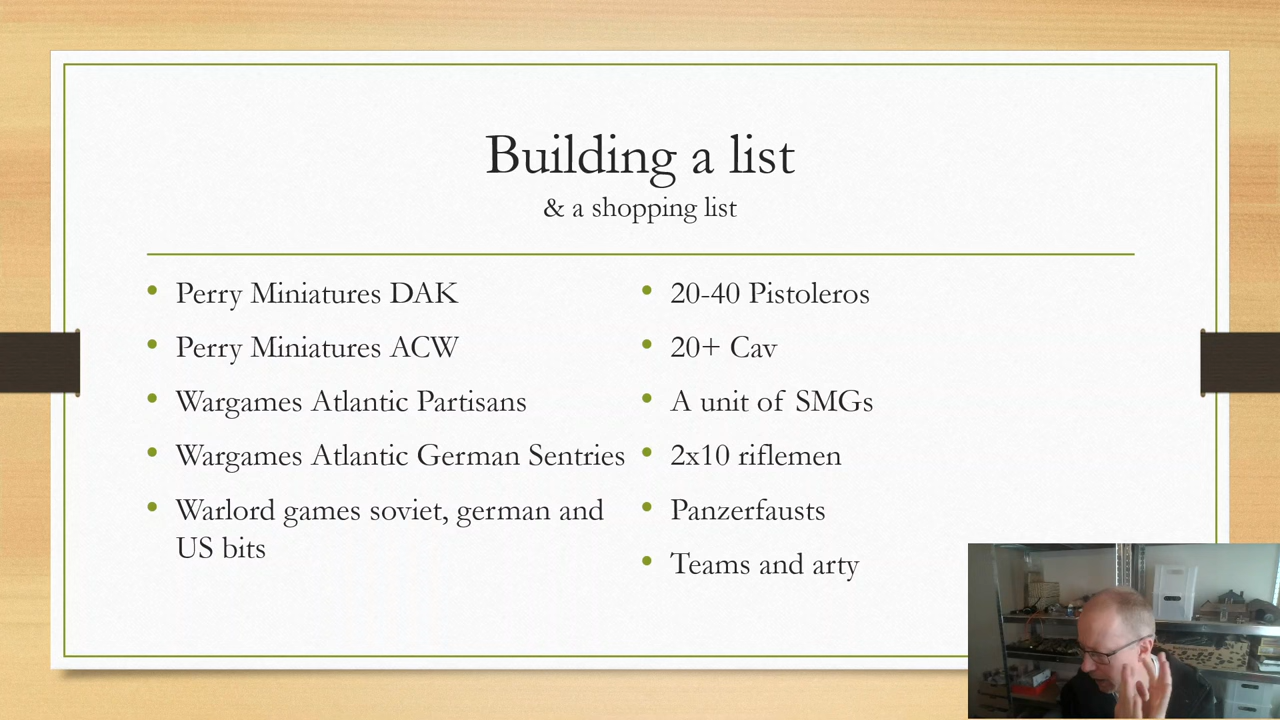 Building a list
& a shopping list
Perry Miniatures DAK
Perry Miniatures ACW
Wargames Atlantic Partisans
Wargames Atlantic German Sentries
Warlord games soviet, german and
US bits
20-40 Pistoleros
20+ Cav
A unit of SMGs
2x10 riflemen
Panzerfausts
Teams and arty